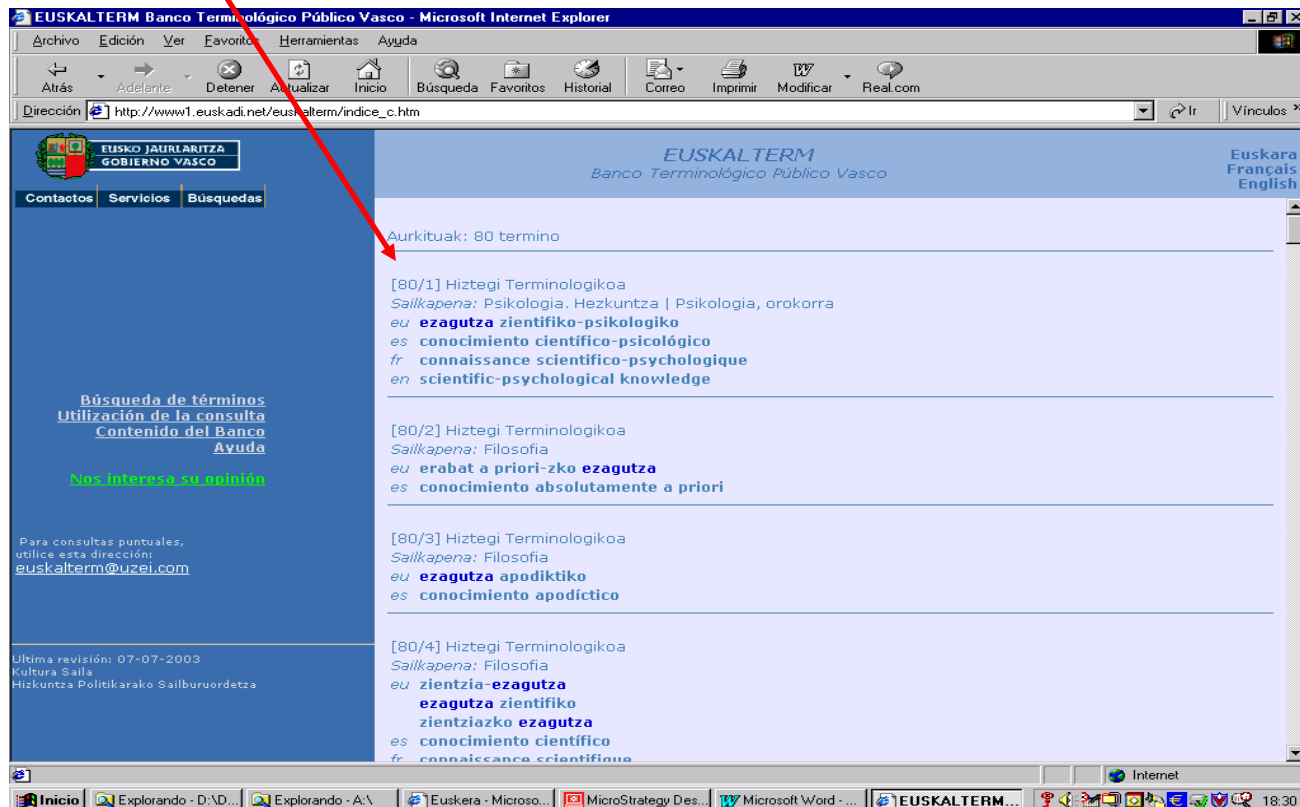 EUSKALTERM Banco Terminológico Público Vasco - Microsoft Internet Explorer
Archivo Edición Ver Favoritos Herramientas Ayuda
Atrás Adelante Detener Actualizar Inicio Búsqueda Favoritos Historial Correo Imprimir Modificar Real.com
Dirección http://www1.euskadi.net/euskalterm/indice_c.htm Ir Vínculos »
EUSKO JAURLARITZA
GOBIERNO VASCO
Contactos Servicios Búsquedas
EUSKALTERM
Banco Terminológico Público Vasco
Euskara
Français
English
Búsqueda de términos
Utilización de la consulta
Contenido del Banco
Ayuda
Nos interesa su opinión
Para consultas puntuales,
utilice esta dirección:
euskalterm@uzei.com
Ultima revisión: 07-07-2003
Kultura Saila
Hizkuntza Politikarako Sailburuordetza
Aurkituak: 80 termino
[80/1] Hiztegi Terminologikoa
Sailkapena: Psikologia. Hezkuntza | Psikologia, orokorra
eu ezagutza zientifiko-psikologiko
es conocimiento científico-psicológico
fr connaissance scientifico-psychologique
en scientific-psychological knowledge
[80/2] Hiztegi Terminologikoa
Sailkapena: Filosofia
eu erabat a priori-zko ezagutza
es conocimiento absolutamente a priori
[80/3] Hiztegi Terminologikoa
Sailkapena: Filosofia
eu ezagutza apodiktiko
es conocimiento apodíctico
[80/4] Hiztegi Terminologikoa
Sailkapena: Filosofia
eu zientzia-ezagutza
ezagutza zientifiko
zientziazko ezagutza
es conocimiento científico
fr connaissance scientifique
Internet
Inicio Explorando - D:\D... Explorando - A:\ Euskera - Microso... MicroStrategy Des... Microsoft Word - ... EUSKALTERM... 18:30